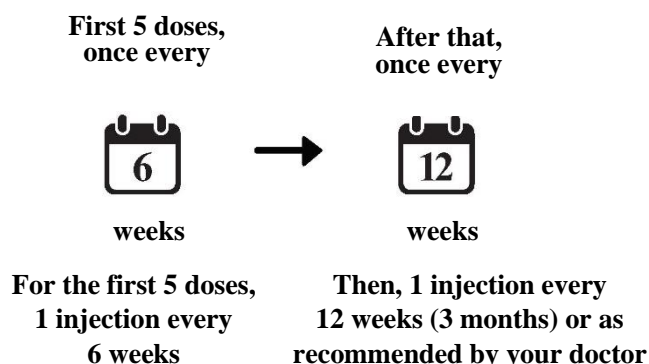 First 5 doses,
once every
6
weeks
For the first 5 doses,
1 injection every
6 weeks
After that,
once every
12
weeks
Then, 1 injection every
12 weeks (3 months) or as
recommended by your doctor